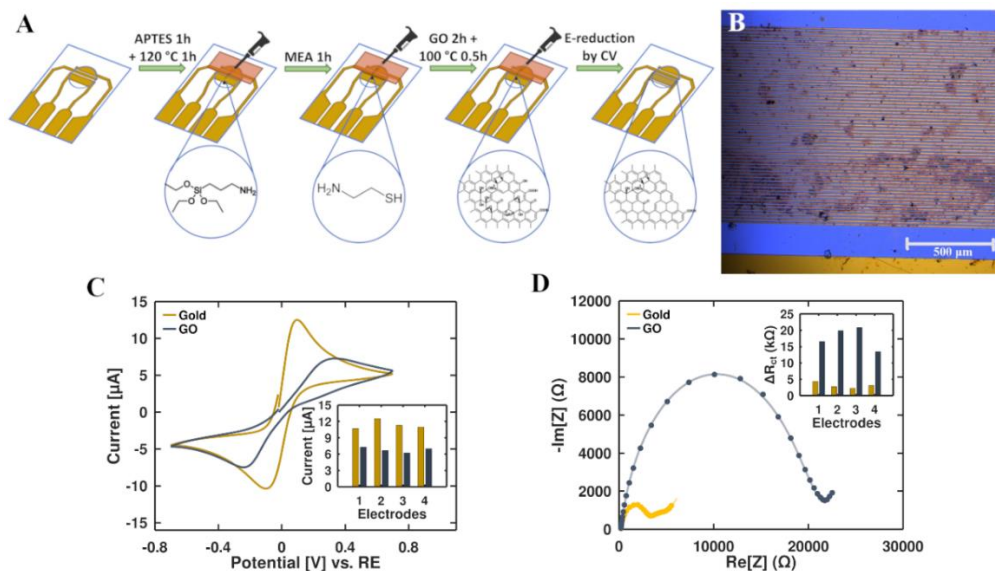 A
APTES 1h
+ 120 °C 1h
MEA 1h
GO 2h +
100 °C 0.5h
E-reduction
by CV
O
Si
NH₂
O
O
H₂N
SH
B
500 µm
C
Gold
GO
Current [µA]
15
10
5
0
-5
-10
-15
-0.8
-0.4
0
0.4
0.8
Potential [V] vs. RE
Current [µA]
15
12
9
6
3
0
1 2 3 4
Electrodes
D
Gold
GO
-Im[Z] (Ω)
12000
10000
8000
6000
4000
2000
0
0
10000
20000
30000
Re[Z] (Ω)
ΔRct (kΩ)
25
20
15
10
5
0
1 2 3 4
Electrodes